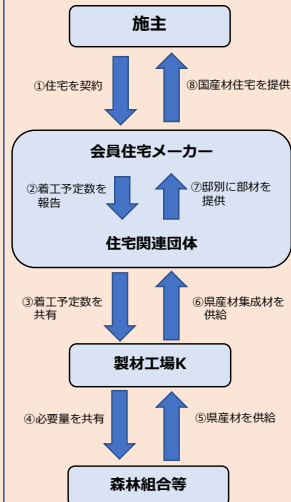 施主
①住宅を契約
⑧国産材住宅を提供
会員住宅メーカー
②着工予定数を
報告
⑦邸別に部材を
提供
住宅関連団体
③着工予定数を
共有
⑥県産材集成材を
供給
製材工場K
④必要量を共有
⑤県産材を供給
森林組合等